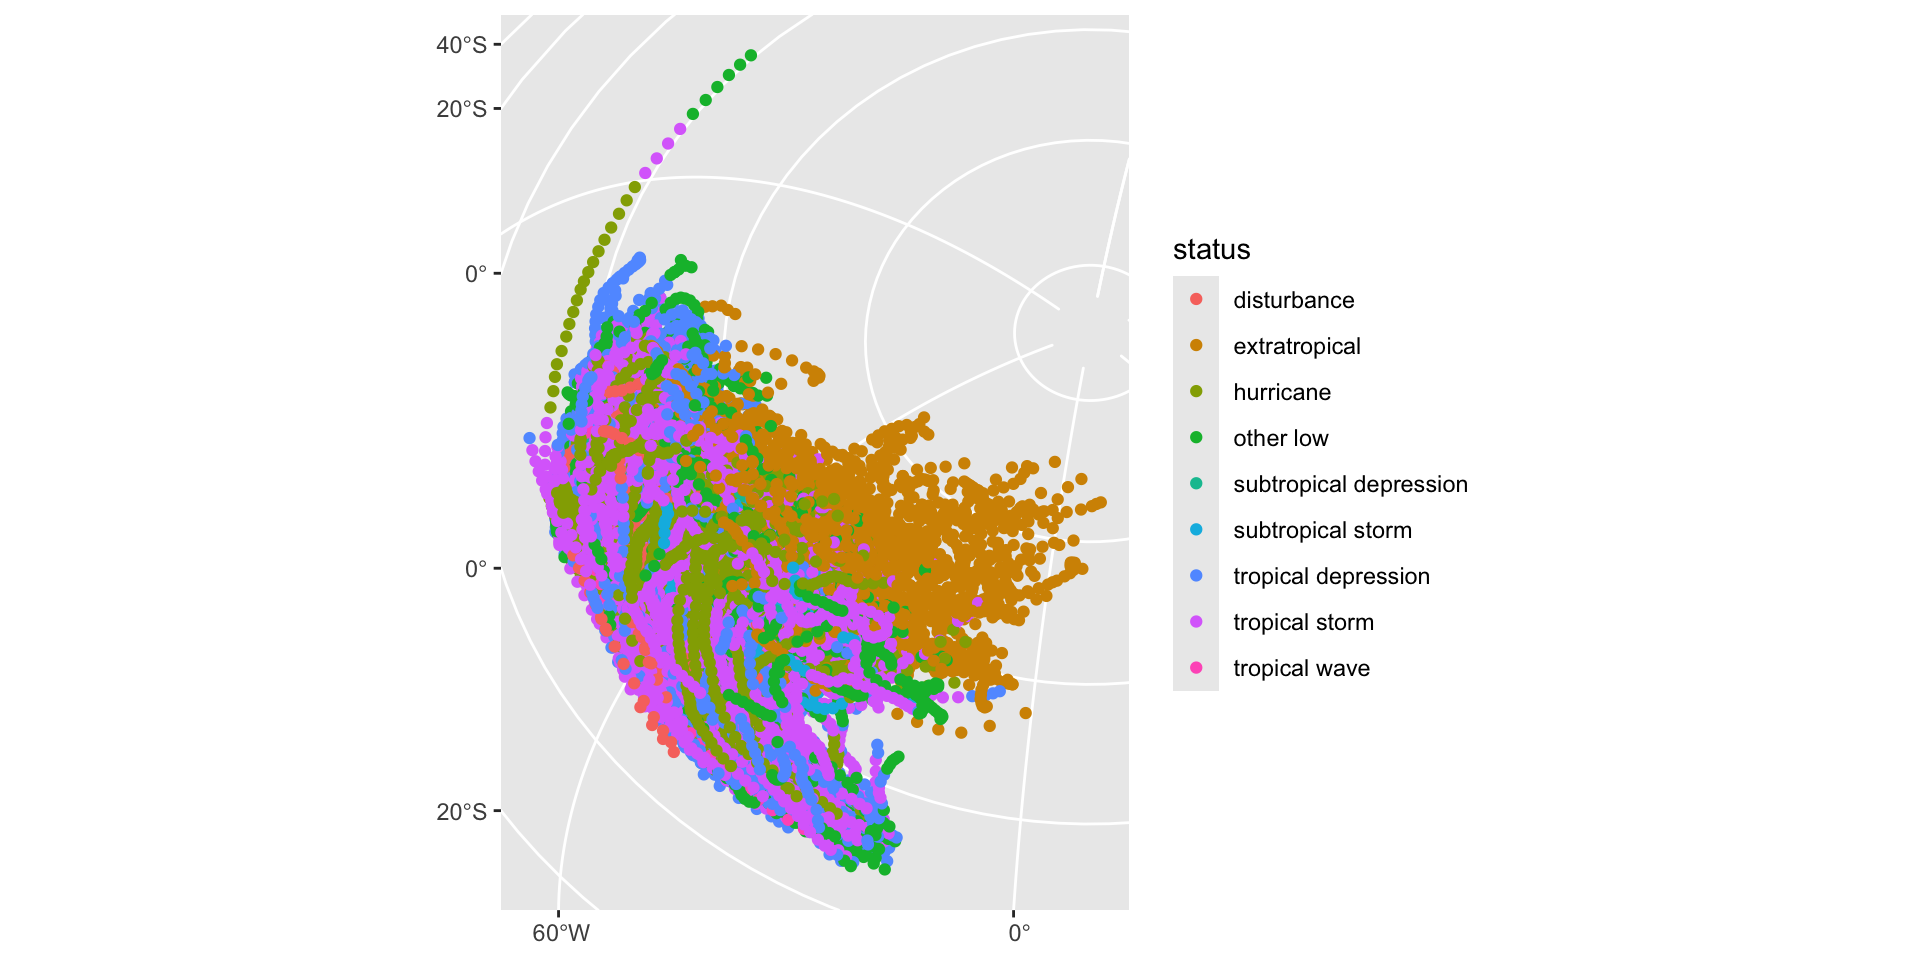 40°S
20°S
0°
0°
20°S
60°W
0°
status
disturbance
extratropical
hurricane
other low
subtropical depression
subtropical storm
tropical depression
tropical storm
tropical wave